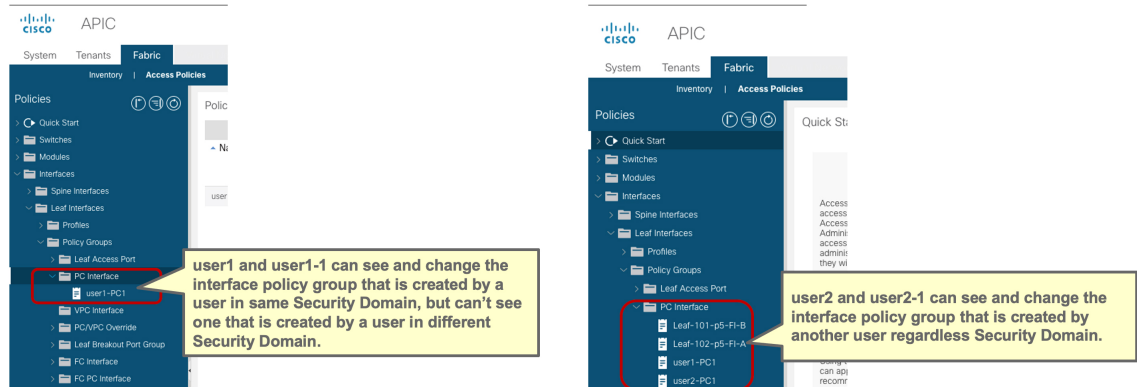 CISCO APIC
System Tenants Fabric
Inventory | Access Policies
Policies
Quick Start
Switches
Modules
Interfaces
Spine Interfaces
Leaf Interfaces
Profiles
Policy Groups
Leaf Access Port
PC Interface
user1-PC1
VPC Interface
PC/VPC Override
Leaf Breakout Port Group
FC Interface
FC PC Interface
Polic
Na
user
user1 and user1-1 can see and change the
interface policy group that is created by a
user in same Security Domain, but can't see
one that is created by a user in different
Security Domain.
CISCO APIC
System Tenants Fabric
Inventory | Access Policies
Policies
Quick Start
Switches
Modules
Interfaces
Spine Interfaces
Leaf Interfaces
Profiles
Policy Groups
Leaf Access Port
PC Interface
Leaf-101-p5-FI-B
Leaf-102-p5-FI-A
user1-PC1
user2-PC1
Quick Sta
Access
access
Access
Adminis
access
adminis
they wi
user2 and user2-1 can see and change the
interface policy group that is created by
another user regardless Security Domain.
can app
recomm